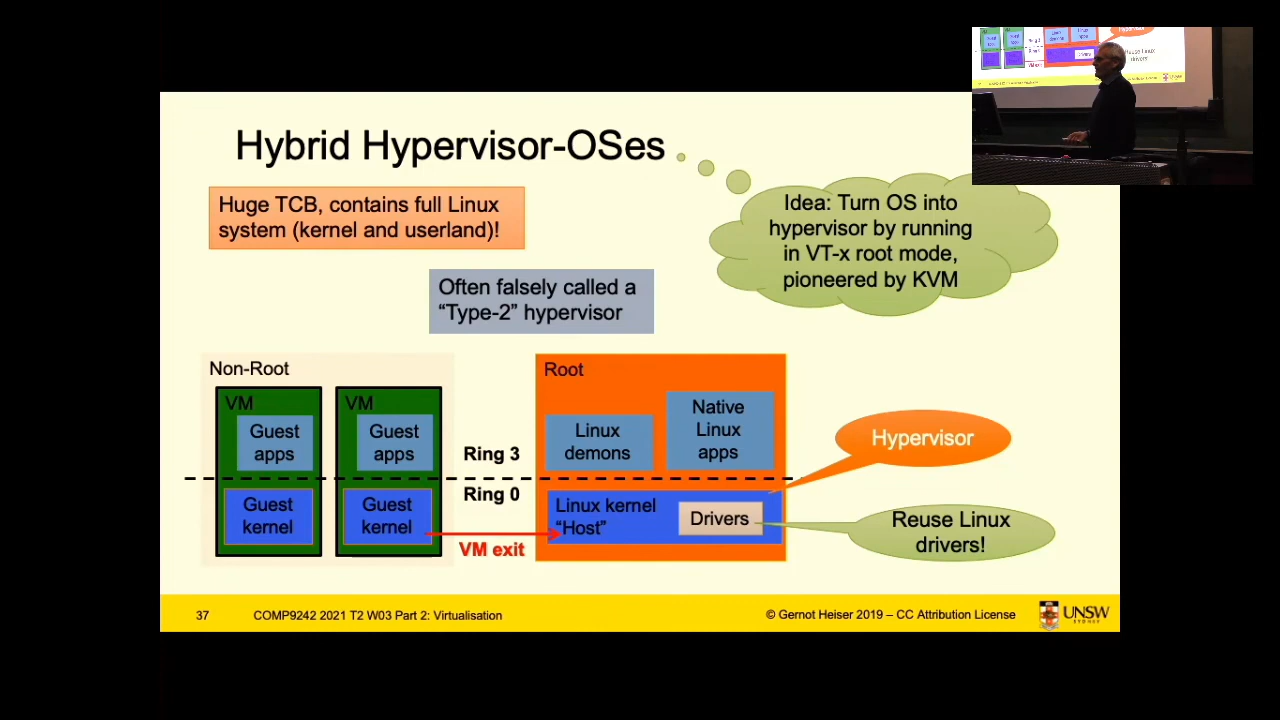 Hybrid Hypervisor-OSes
Huge TCB, contains full Linux
system (kernel and userland)!
Idea: Turn OS into
hypervisor by running
in VT-x root mode,
pioneered by KVM
Often falsely called a
“Type-2” hypervisor
Non-Root
VM
Guest
apps
Guest
kernel
VM
Guest
apps
Guest
kernel
Ring 3
Ring 0
VM exit
Root
Linux
demons
Native
Linux
apps
Linux kernel
“Host”
Drivers
Hypervisor
Reuse Linux
drivers!
37
COMP9242 2021 T2 W03 Part 2: Virtualisation
© Gernot Heiser 2019 – CC Attribution License
UNSW
SYDNEY
Reuse Linux
drivers!